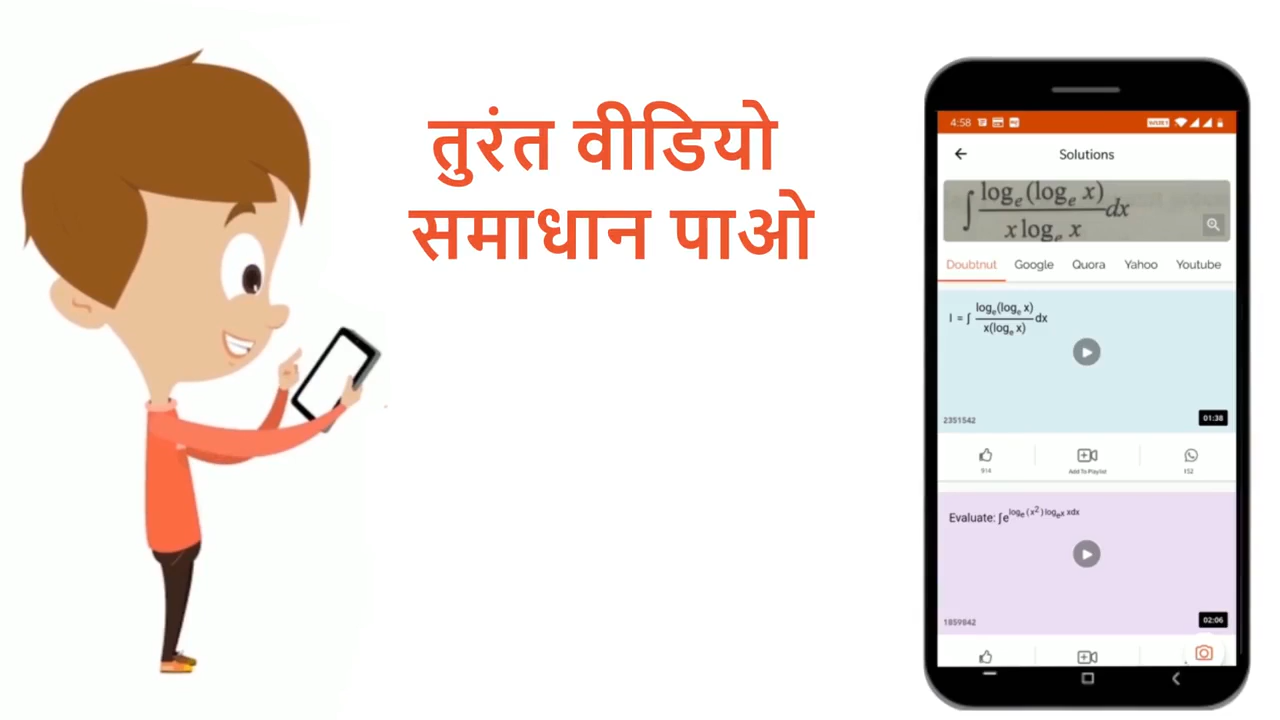 तुरंत वीडियो
समाधान पाओ
4:58
Solutions
∫ logₑ(logₑ x) / x logₑ x dx
Doubtnut Google Quora Yahoo Youtube
I = ∫ logₑ(logₑ x) / x(logₑ x) dx
2351542
01:38
914 Add To Playlist 152
Evaluate: ∫e^logₑ(x²) logₑx xdx
1859842
02:06